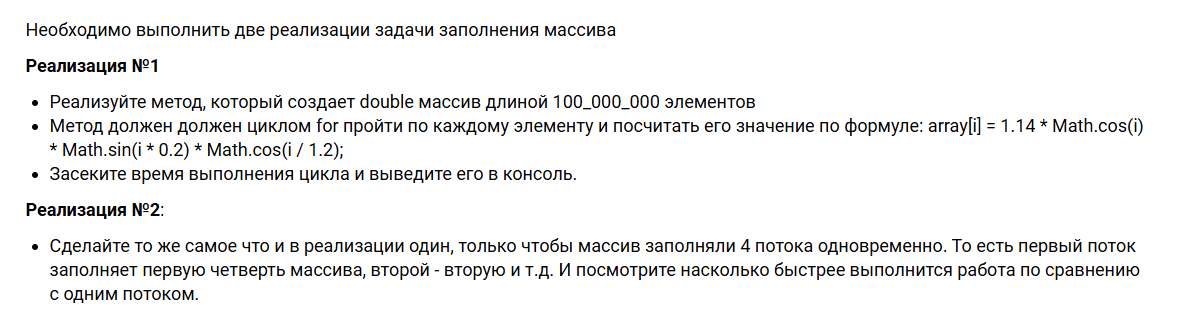 Необходимо выполнить две реализации задачи заполнения массива
Реализация №1
• Реализуйте метод, который создает double массив длиной 100_000_000 элементов
• Метод должен должен циклом for пройти по каждому элементу и посчитать его значение по формуле: array[i] = 1.14 * Math.cos(i)
* Math.sin(i * 0.2) * Math.cos(i / 1.2);
• Засеките время выполнения цикла и выведите его в консоль.
Реализация №2:
• Сделайте то же самое что и в реализации один, только чтобы массив заполняли 4 потока одновременно. То есть первый поток
заполняет первую четверть массива, второй - вторую и т.д. И посмотрите насколько быстрее выполнится работа по сравнению
с одним потоком.